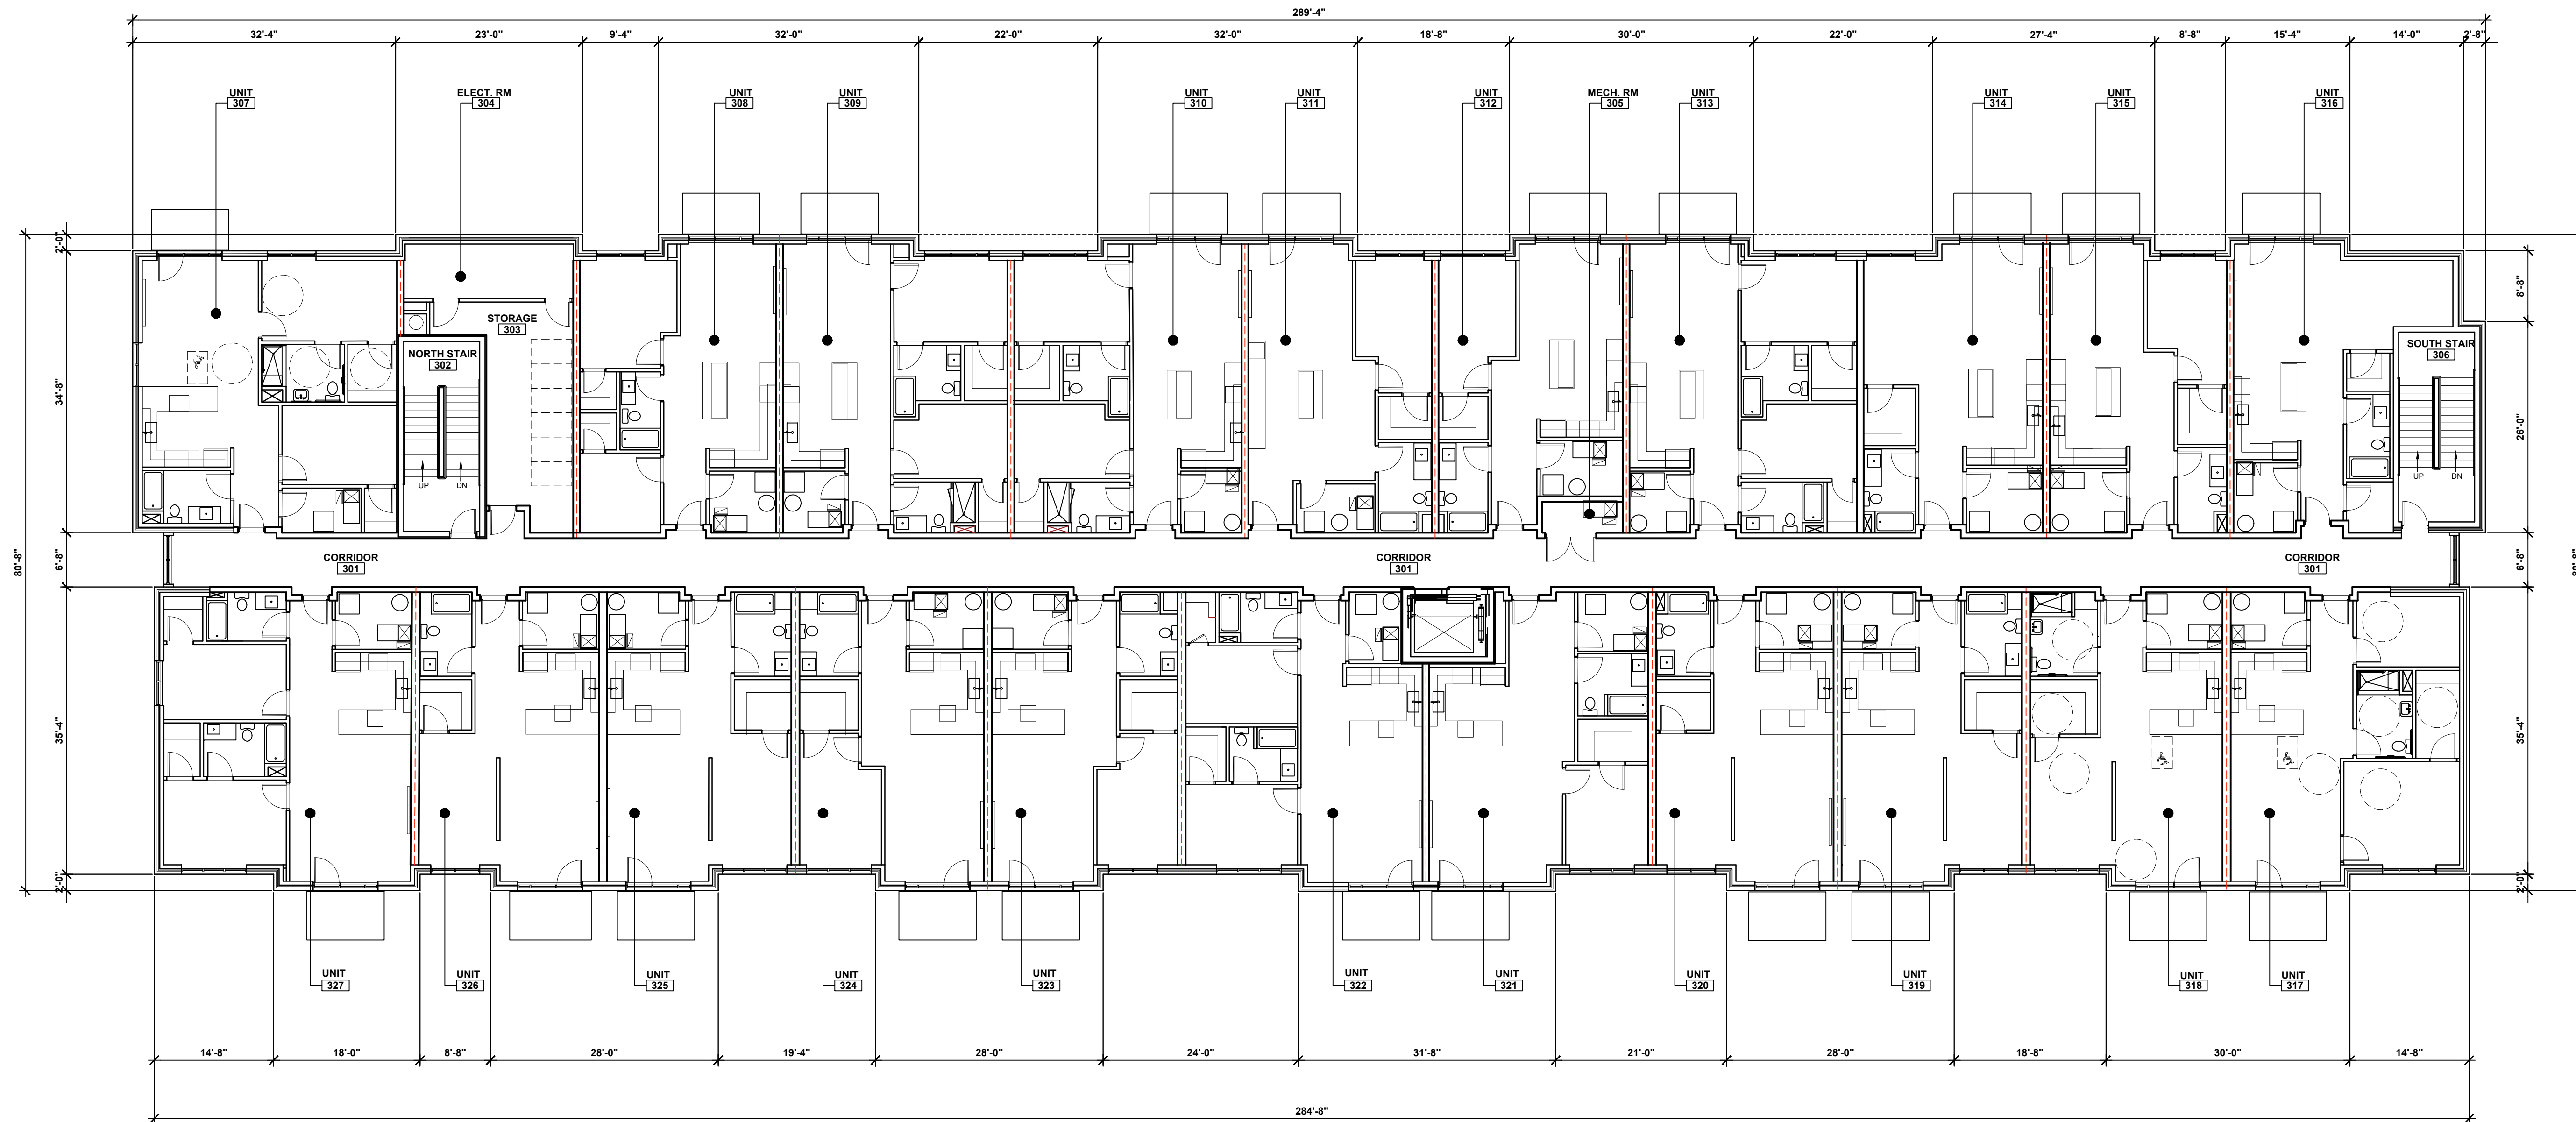 289'-4"
32'-4" 23'-0" 9'-4" 32'-0" 22'-0" 32'-0" 18'-8" 30'-0" 22'-0" 27'-4" 8'-8" 15'-4" 14'-0" 2'-8"
UNIT
307
ELECT. RM
304
UNIT
308
UNIT
309
UNIT
310
UNIT
311
UNIT
312
MECH. RM
305
UNIT
313
UNIT
314
UNIT
315
UNIT
316
2'-0"
34'-8"
6'-8"
35'-4"
2'-0"
80'-8"
STORAGE
303
NORTH STAIR
302
UP DN
SOUTH STAIR
306
UP DN
8'-8"
26'-0"
6'-8"
35'-4"
2'-0"
80'-8"
CORRIDOR
301
CORRIDOR
301
CORRIDOR
301
UNIT
327
UNIT
326
UNIT
325
UNIT
324
UNIT
323
UNIT
322
UNIT
321
UNIT
320
UNIT
319
UNIT
318
UNIT
317
14'-8" 18'-0" 8'-8" 28'-0" 19'-4" 28'-0" 24'-0" 31'-8" 21'-0" 28'-0" 18'-8" 30'-0" 14'-8"
284'-8"